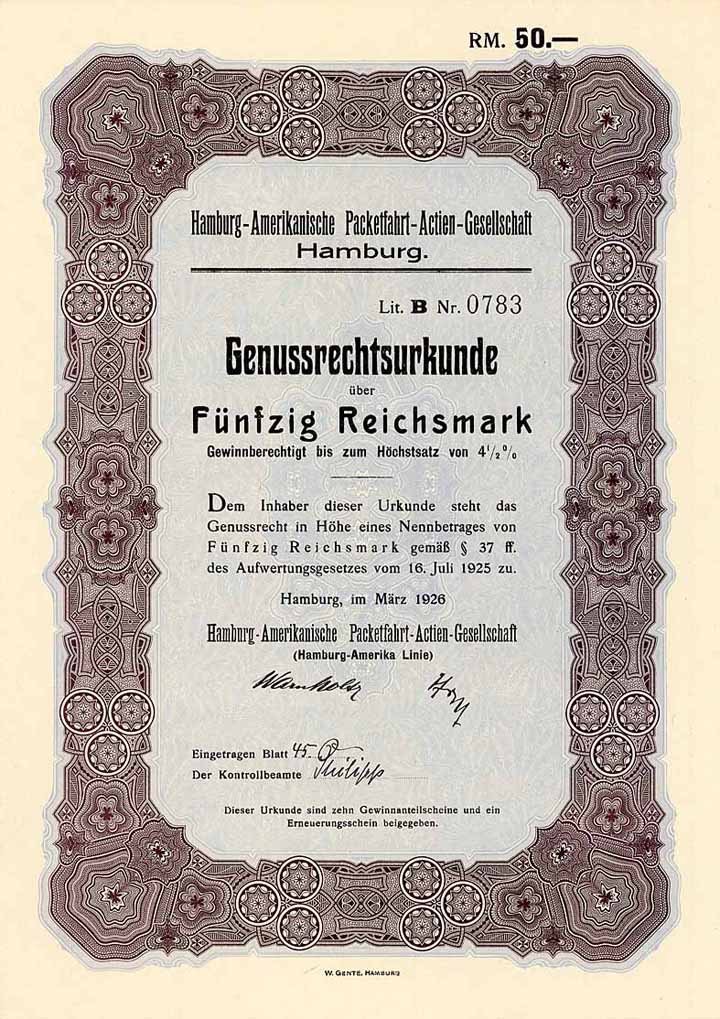 RM. 50.—
Hamburg-Amerikanische Packetfahrt-Actien-Gesellschaft
Hamburg.
Lit. B Nr. 0783
Genussrechtsurkunde
über
Fünfzig Reichsmark
Gewinnberechtigt bis zum Höchstsatz von 4½%
Dem Inhaber dieser Urkunde steht das
Genussrecht in Höhe eines Nennbetrages von
Fünfzig Reichsmark gemäß § 37 ff.
des Aufwertungsgesetzes vom 16. Juli 1925 zu.
Hamburg, im März 1926
Hamburg-Amerikanische Packetfahrt-Actien-Gesellschaft
(Hamburg-Amerika Linie)
Warnholtz
Eingetragen Blatt 45
Der Kontrollbeamte Philipp
Dieser Urkunde sind zehn Gewinnanteilscheine und ein
Erneuerungsschein beigegeben.
W. GENTE, HAMBURG